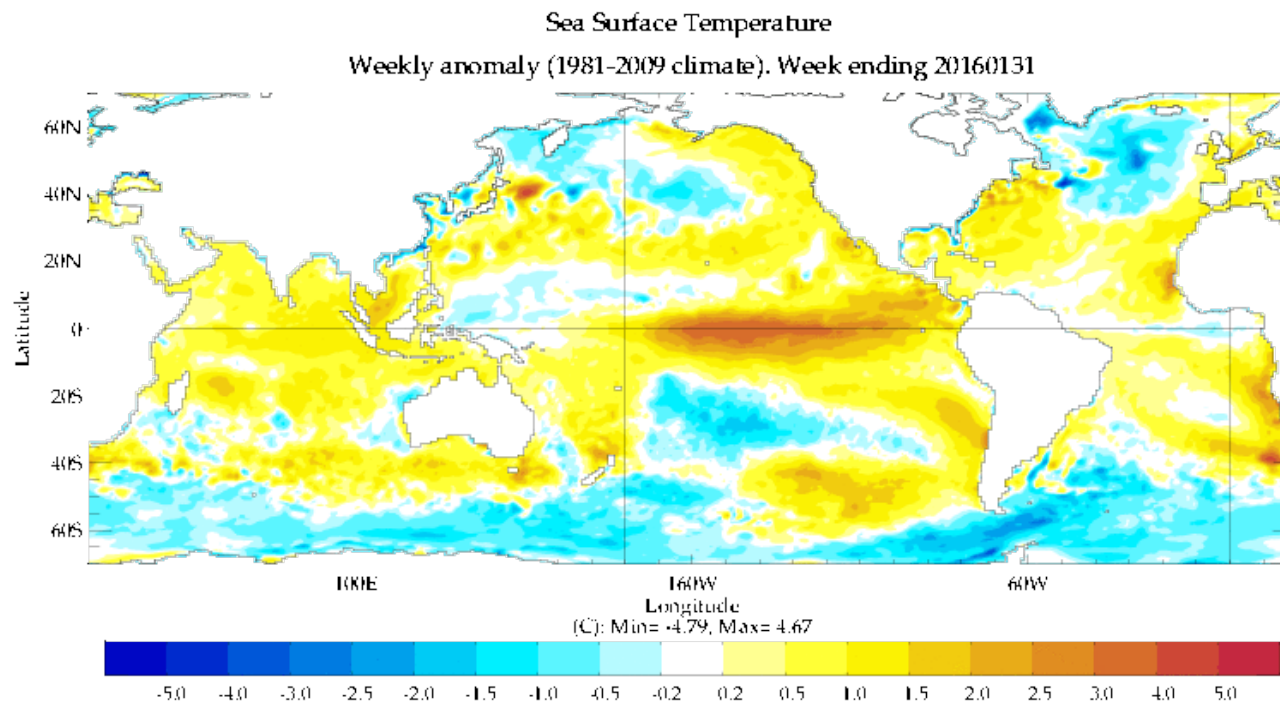 Sea Surface Temperature
Weekly anomaly (1981-2009 climate). Week ending 20160131
60N
40N
20N
0
20S
40S
60S
Latitude
100E 160W 60W
Longitude
(C): Min= -4.79, Max= 4.67
-5.0 -4.0 -3.0 -2.5 -2.0 -1.5 -1.0 -0.5 -0.2 0.2 0.5 1.0 1.5 2.0 2.5 3.0 4.0 5.0